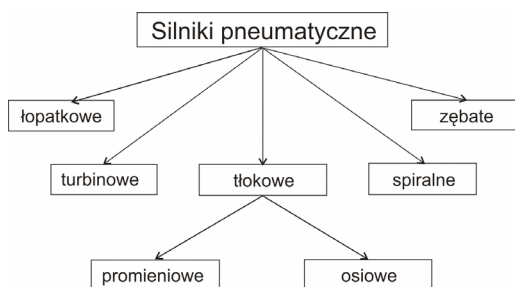 Silniki pneumatyczne
łopatkowe
zębate
turbinowe
tłokowe
spiralne
promieniowe
osiowe